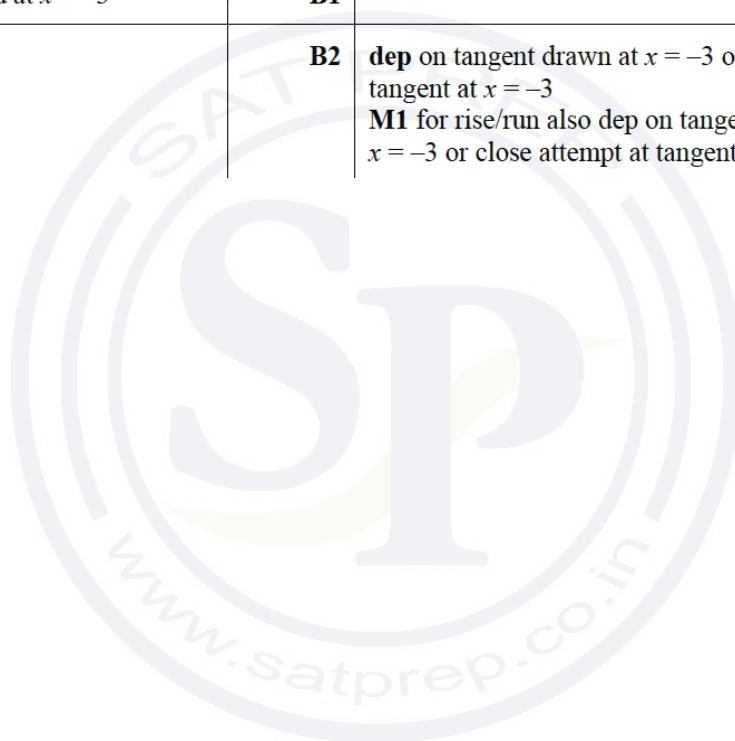 B2 dep on tangent drawn at x = –3 o
tangent at x = –3
M1 for rise/run also dep on tange
x = –3 or close attempt at tangent
SAT PREP
SP
www.satprep.co.in